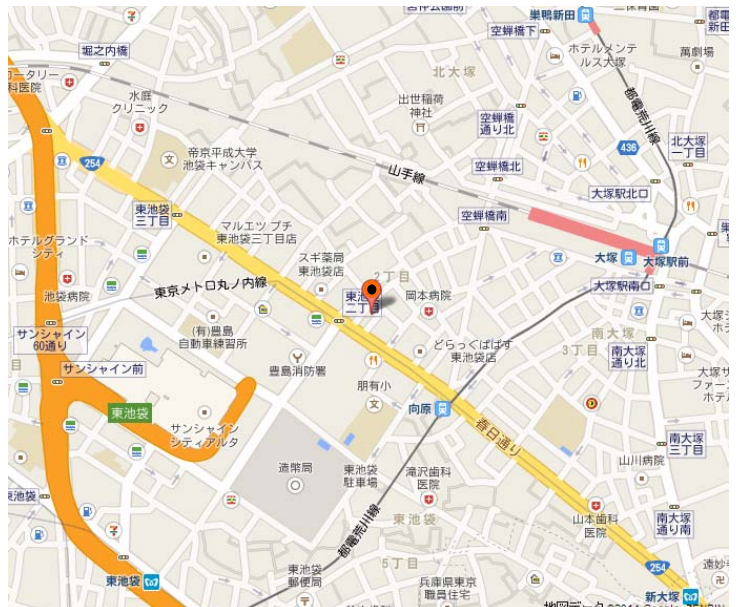 巣鴨新田
空蝉橋下
堀之内橋
ホテルメンテ
ルス大塚
萬劇場
北大塚
水庭
クリニック
科医院
出世稲荷
神社
空蝉橋
通り北
都電荒川線
436
北大塚
一丁目
帝京平成大学
池袋キャンパス
254
山手線
空蝉橋北
大塚駅北口
東池袋
三丁目
マルエツ プチ
東池袋三丁目店
空蝉橋南
ホテルグランド
シティ
スギ薬局
東池袋店
大塚
大塚駅前
2丁目
東京メトロ丸ノ内線
池袋病院
東池
二丁目
岡本病院
大塚駅南口
サンシャイン
60通り
(有)豊島
自動車練習所
どらっぐぱぱす
東池袋店
南大塚
3丁目
南大塚
通り北
サンシャイン前
豊島消防署
朋有小
東池袋
向原
サンシャイン
シティアルタ
春日通り
南大塚
三丁目
造幣局
東池袋
駐車場
滝沢歯科
医院
山川病院
東池袋
山本歯科
医院
南大塚
通り南
都電荒川線
5丁目
東池袋
東池袋
郵便局
兵庫県東京
職員住宅
254
新大塚
遠妙寺